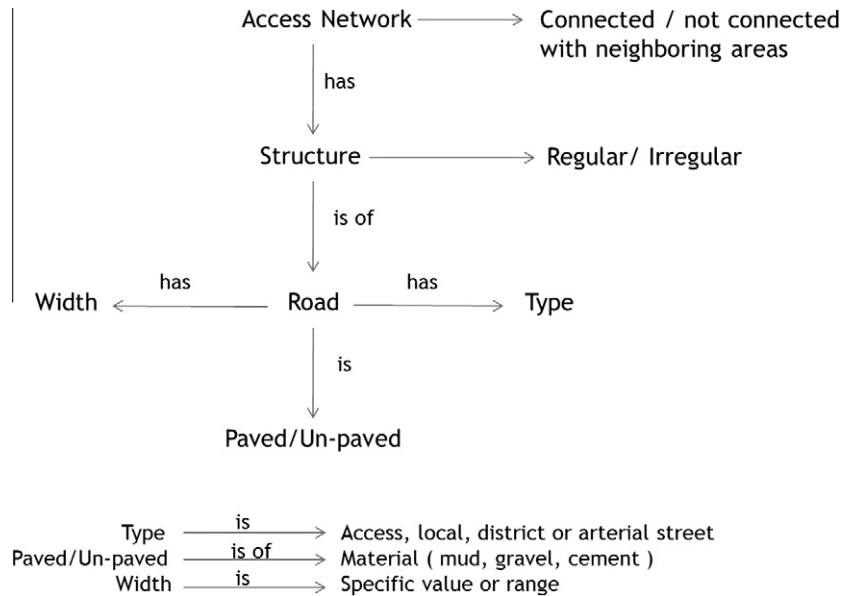 Access Network
Connected / not connected
with neighboring areas
has
Structure
Regular/ Irregular
is of
has
has
Width
Road
Type
is
Paved/Un-paved
Type is Access, local, district or arterial street
Paved/Un-paved is of Material ( mud, gravel, cement )
Width is Specific value or range